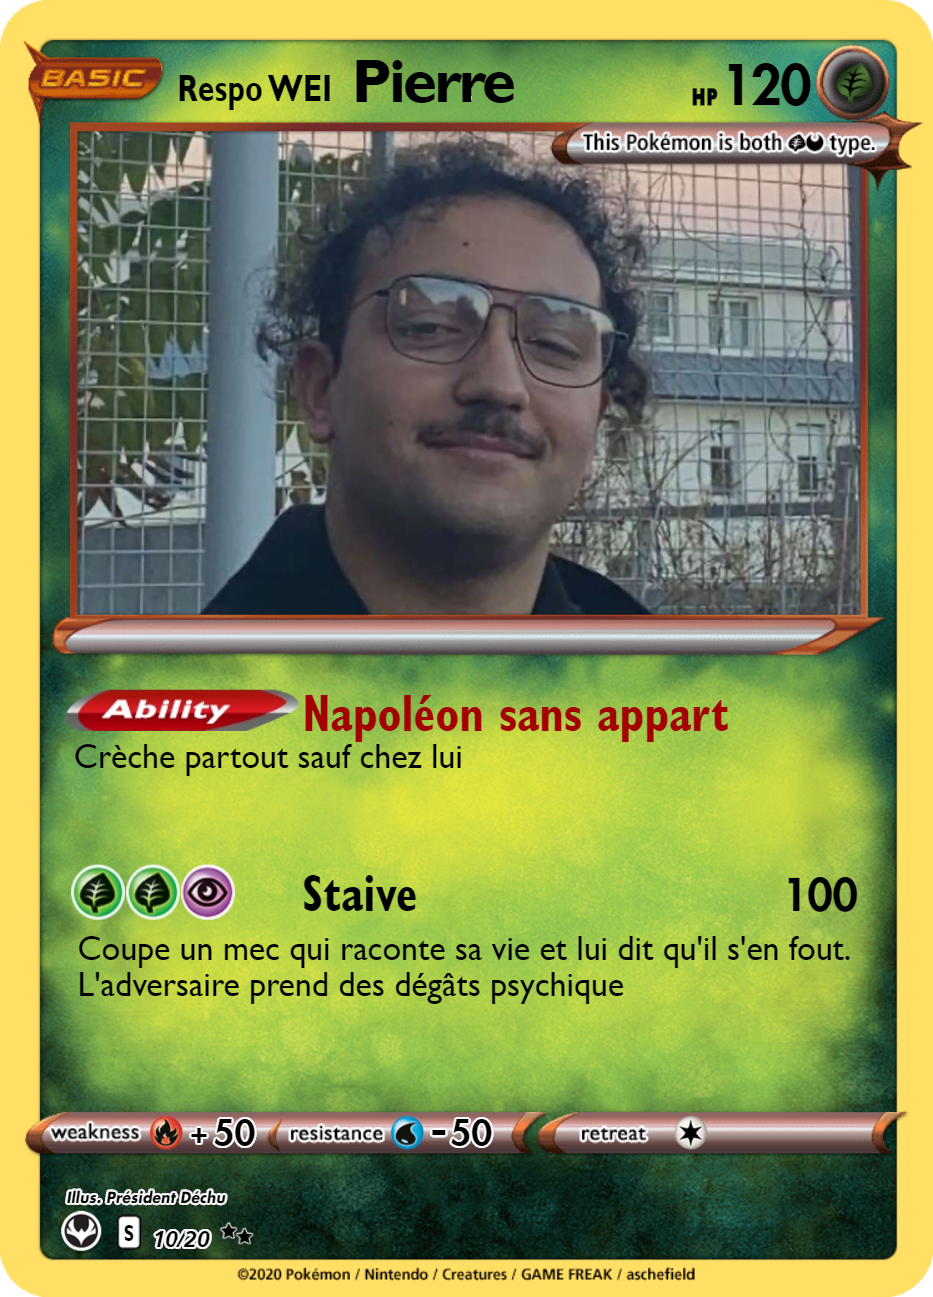 BASIC Respo WEI Pierre HP 120
This Pokémon is both type.
Ability Napoléon sans appart
Crèche partout sauf chez lui
Staive 100
Coupe un mec qui raconte sa vie et lui dit qu'il s'en fout.
L'adversaire prend des dégâts psychique
weakness +50 resistance -50 retreat
Illus. Président Déchu
S 10/20
©2020 Pokémon / Nintendo / Creatures / GAME FREAK / aschefield